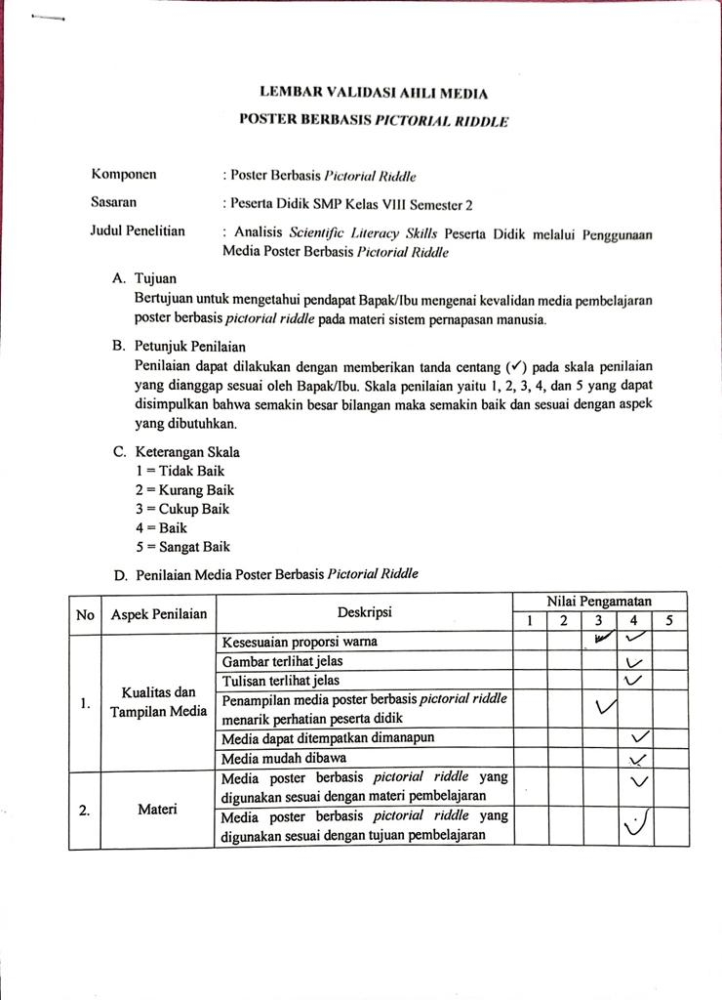 LEMBAR VALIDASI AHLI MEDIA
POSTER BERBASIS PICTORIAL RIDDLE
Komponen : Poster Berbasis Pictorial Riddle
Sasaran : Peserta Didik SMP Kelas VIII Semester 2
Judul Penelitian : Analisis Scientific Literacy Skills Peserta Didik melalui Penggunaan
Media Poster Berbasis Pictorial Riddle
A. Tujuan
Bertujuan untuk mengetahui pendapat Bapak/Ibu mengenai kevalidan media pembelajaran
poster berbasis pictorial riddle pada materi sistem pernapasan manusia.
B. Petunjuk Penilaian
Penilaian dapat dilakukan dengan memberikan tanda centang (✓) pada skala penilaian
yang dianggap sesuai oleh Bapak/Ibu. Skala penilaian yaitu 1, 2, 3, 4, dan 5 yang dapat
disimpulkan bahwa semakin besar bilangan maka semakin baik dan sesuai dengan aspek
yang dibutuhkan.
C. Keterangan Skala
1 = Tidak Baik
2 = Kurang Baik
3 = Cukup Baik
4 = Baik
5 = Sangat Baik
D. Penilaian Media Poster Berbasis Pictorial Riddle
No Aspek Penilaian Deskripsi Nilai Pengamatan
1 2 3 4 5
1. Kualitas dan
Tampilan Media
Kesesuaian proporsi warna ✓ ✓
Gambar terlihat jelas ✓
Tulisan terlihat jelas ✓
Penampilan media poster berbasis pictorial riddle
menarik perhatian peserta didik ✓
Media dapat ditempatkan dimanapun ✓
Media mudah dibawa ✓
2. Materi
Media poster berbasis pictorial riddle yang
digunakan sesuai dengan materi pembelajaran ✓
Media poster berbasis pictorial riddle yang
digunakan sesuai dengan tujuan pembelajaran ✓